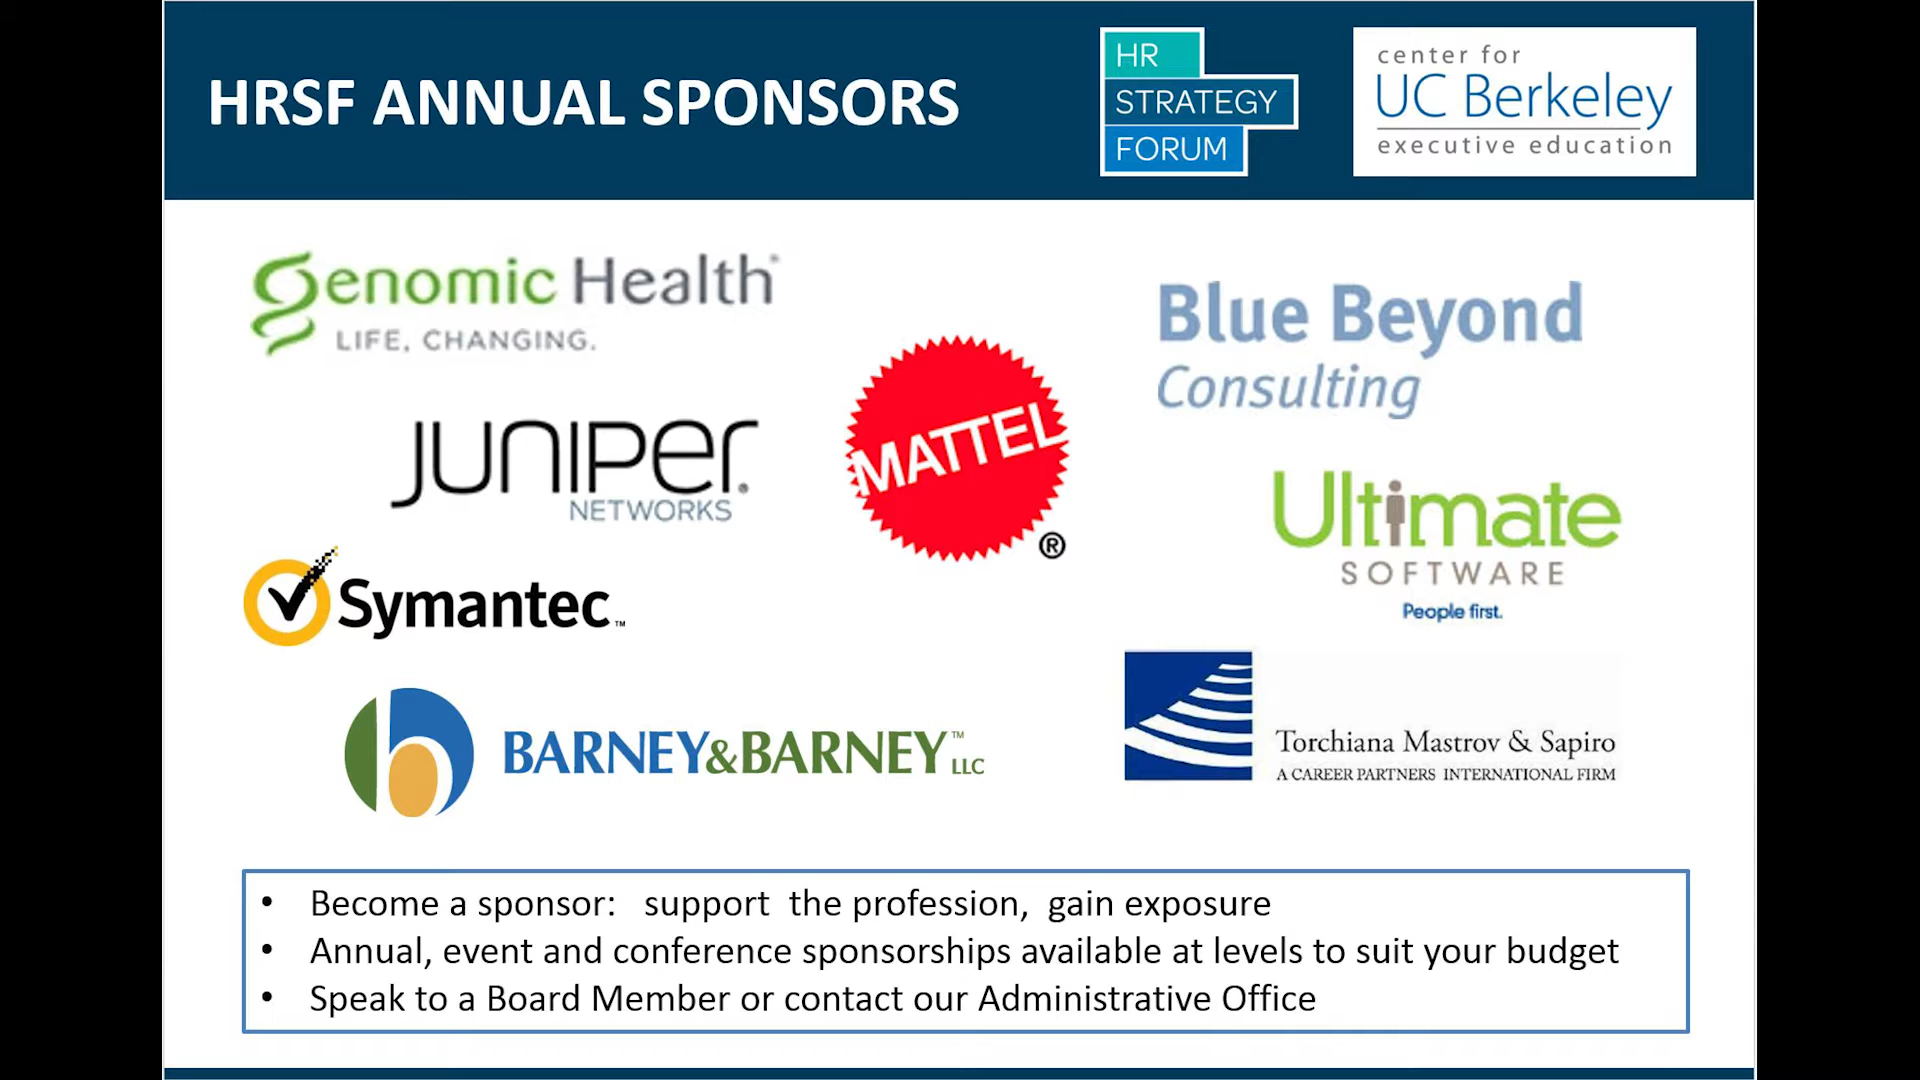 HRSF ANNUAL SPONSORS
HR
STRATEGY
FORUM
center for
UC Berkeley
executive education
Genomic Health®
LIFE, CHANGING.
Blue Beyond
Consulting
JUNIPER®
NETWORKS
MATTEL
®
Ultimate
SOFTWARE
People first.
Symantec™
BARNEY&BARNEY™ LLC
Torchiana Mastrov & Sapiro
A CAREER PARTNERS INTERNATIONAL FIRM
• Become a sponsor:   support  the profession,  gain exposure
• Annual, event and conference sponsorships available at levels to suit your budget
• Speak to a Board Member or contact our Administrative Office